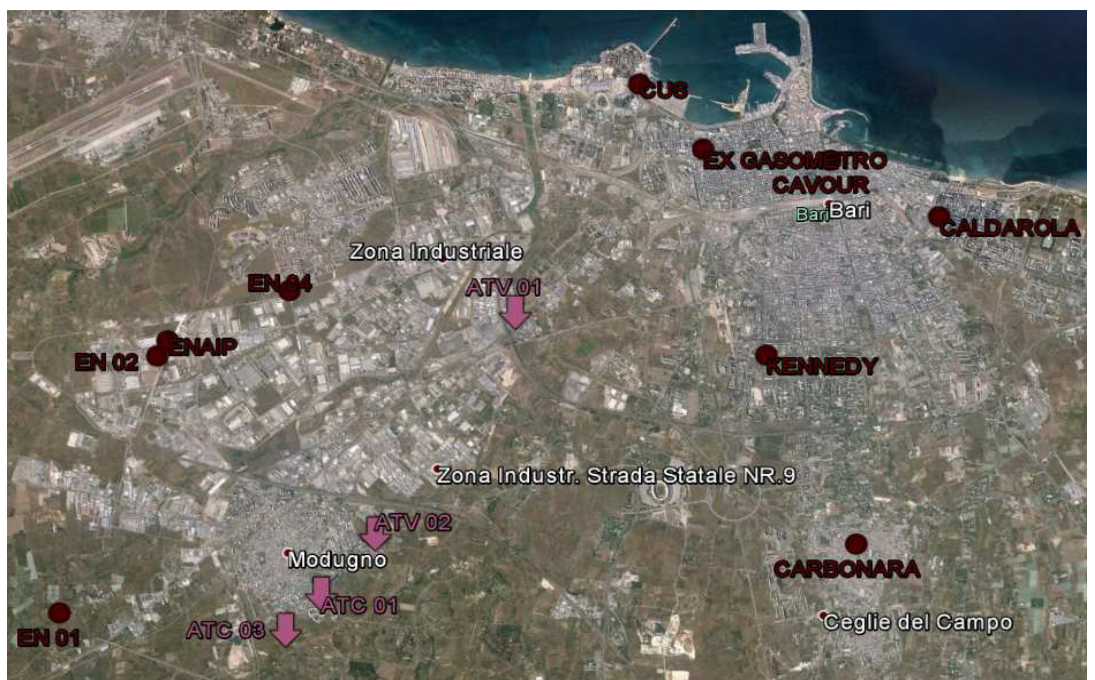 CUS
EX GASOMETRO
CAVOUR
Bari Bari
CALDAROLA
Zona Industriale
EN 04
ATV 01
ENAIP
EN 02
KENNEDY
Zona Industr. Strada Statale NR.9
ATV 02
Modugno
CARBONARA
ATC 01
Ceglie del Campo
ATC 03
EN 01